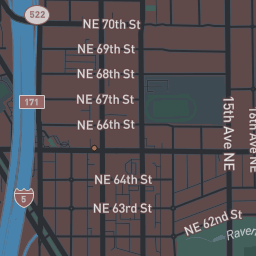 522
NE 70th St
NE 69th St
NE 68th St
NE 67th St
171
NE 66th St
15th Ave NE
16th Ave NE
NE 64th St
5
NE 63rd St
NE 62nd St